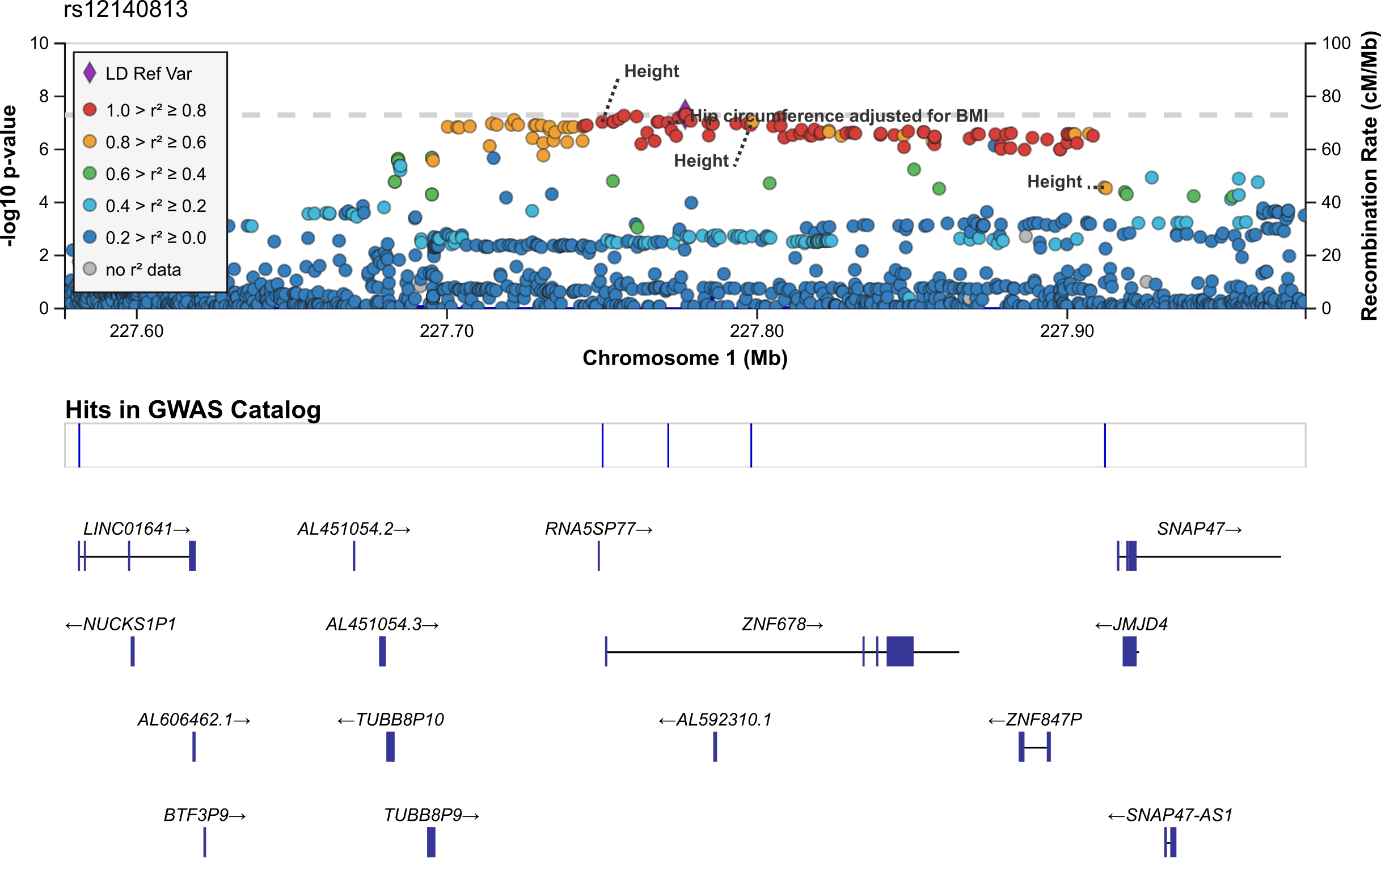 rs12140813
10
8
6
4
2
0
-log10 p-value
100
80
60
40
20
0
Recombination Rate (cM/Mb)
LD Ref Var
1.0 > r² ≥ 0.8
0.8 > r² ≥ 0.6
0.6 > r² ≥ 0.4
0.4 > r² ≥ 0.2
0.2 > r² ≥ 0.0
no r² data
Height
Hip circumference adjusted for BMI
Height
Height
227.60 227.70 227.80 227.90
Chromosome 1 (Mb)
Hits in GWAS Catalog
LINC01641→ AL451054.2→ RNA5SP77→ SNAP47→
←NUCKS1P1 AL451054.3→ ZNF678→ ←JMJD4
AL606462.1→ ←TUBB8P10 ←AL592310.1 ←ZNF847P
BTF3P9→ TUBB8P9→ ←SNAP47-AS1